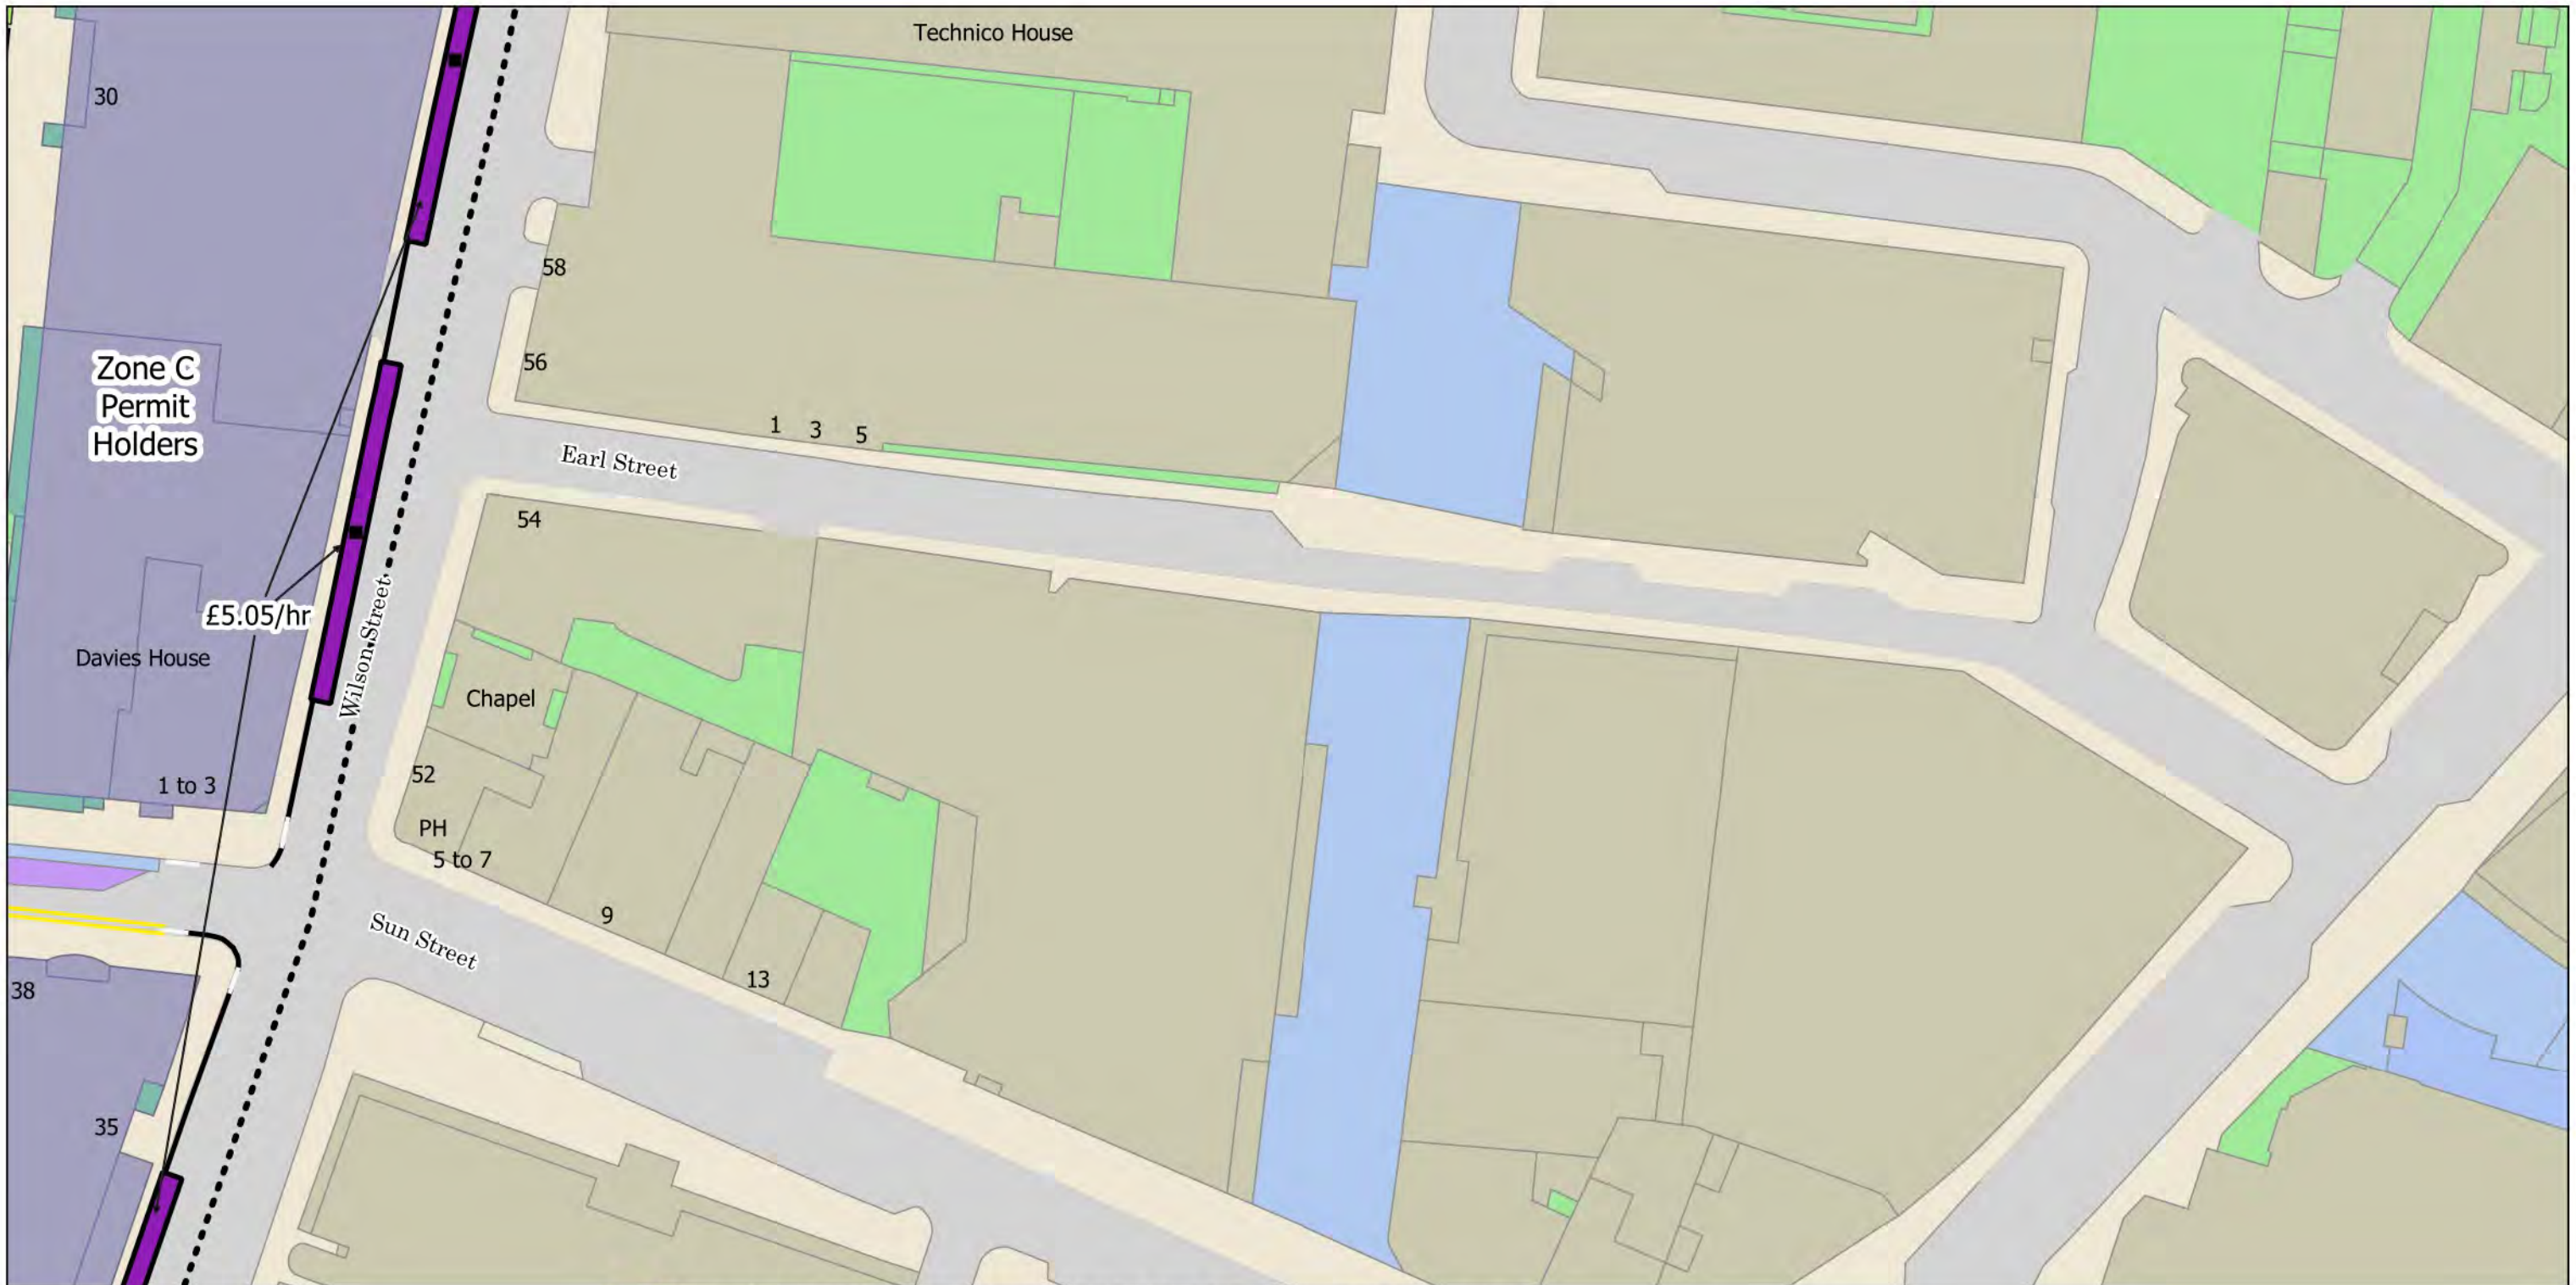 Technico House
30
58
56
Zone C
Permit
Holders
1 3 5
Earl Street
54
£5.05/hr
Wilson Street
Davies House
Chapel
52
1 to 3
PH
5 to 7
9
Sun Street
13
38
35